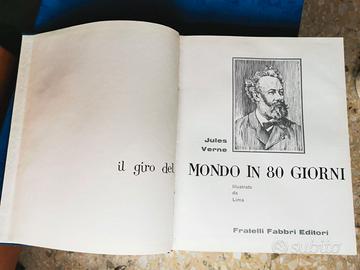 Jules
Verne
il giro del MONDO IN 80 GIORNI
Illustrato
da
Lima
Fratelli Fabbri Editori
subito